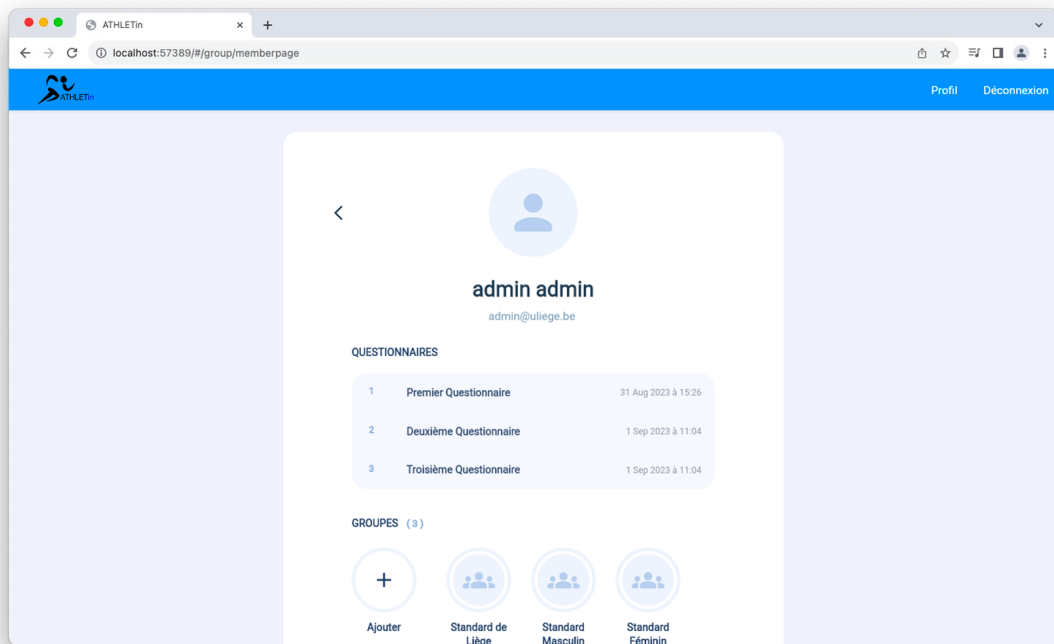 ATHLETin
localhost:57389/#/group/memberpage
ATHLETin
Profil
Déconnexion
admin admin
admin@uliege.be
QUESTIONNAIRES
1 Premier Questionnaire 31 Aug 2023 à 15:26
2 Deuxième Questionnaire 1 Sep 2023 à 11:04
3 Troisième Questionnaire 1 Sep 2023 à 11:04
GROUPES (3)
Ajouter
Standard de
Liège
Standard
Masculin
Standard
Féminin